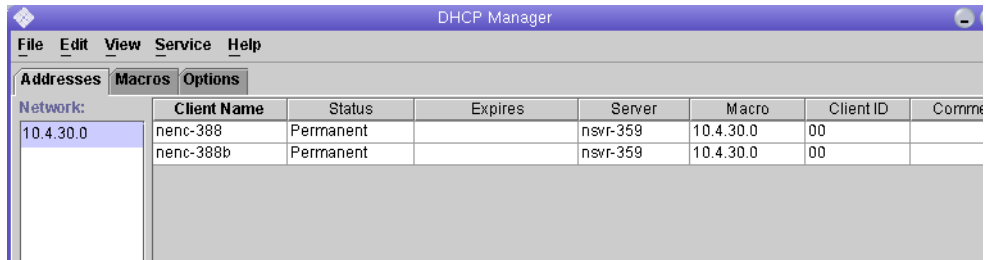 DHCP Manager
File Edit View Service Help
Addresses Macros Options
Network:
10.4.30.0
Client Name Status Expires Server Macro Client ID
nenc-388 Permanent nsvr-359 10.4.30.0 00
nenc-388b Permanent nsvr-359 10.4.30.0 00